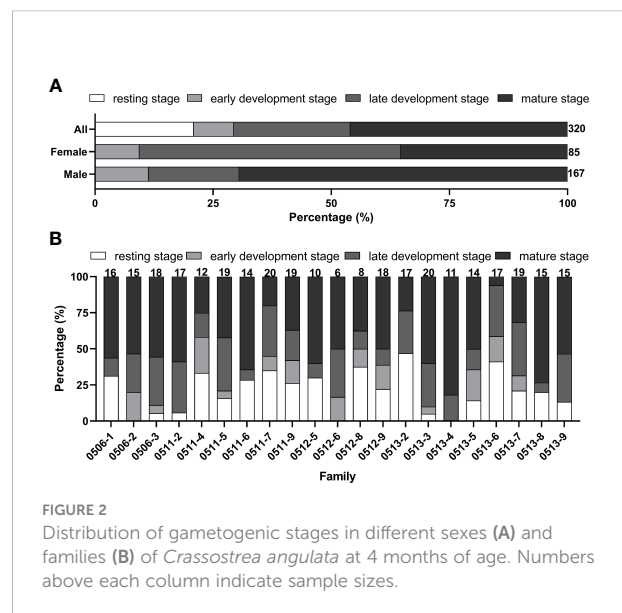 A
resting stage early development stage late development stage mature stage
All 320
Female 85
Male 167
0 25 50 75 100
Percentage (%)
B
resting stage early development stage late development stage mature stage
16 15 18 17 12 19 14 20 19 10 6 8 18 17 20 11 14 17 19 15 15
100
75
50
25
0
Percentage (%)
0506-1 0506-2 0506-3 0511-2 0511-4 0511-5 0511-6 0511-7 0511-9 0512-5 0512-6 0512-8 0512-9 0513-2 0513-3 0513-4 0513-5 0513-6 0513-7 0513-8 0513-9
Family
FIGURE 2
Distribution of gametogenic stages in different sexes (A) and
families (B) of Crassostrea angulata at 4 months of age. Numbers
above each column indicate sample sizes.